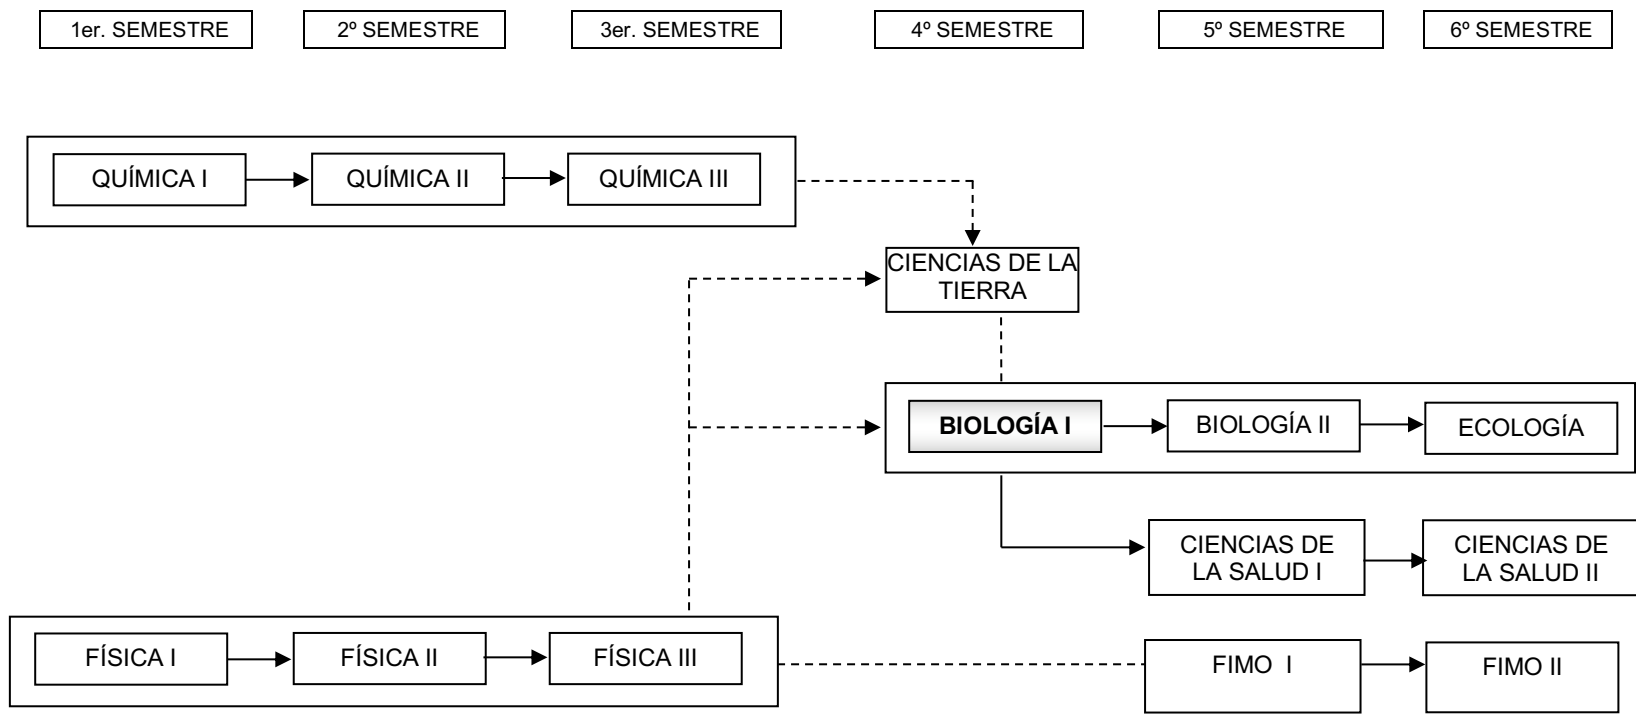 1er. SEMESTRE
2º SEMESTRE
3er. SEMESTRE
4º SEMESTRE
5º SEMESTRE
6º SEMESTRE
QUÍMICA I
QUÍMICA II
QUÍMICA III
CIENCIAS DE LA
TIERRA
BIOLOGÍA I
BIOLOGÍA II
ECOLOGÍA
CIENCIAS DE
LA SALUD I
CIENCIAS DE
LA SALUD II
FÍSICA I
FÍSICA II
FÍSICA III
FIMO I
FIMO II